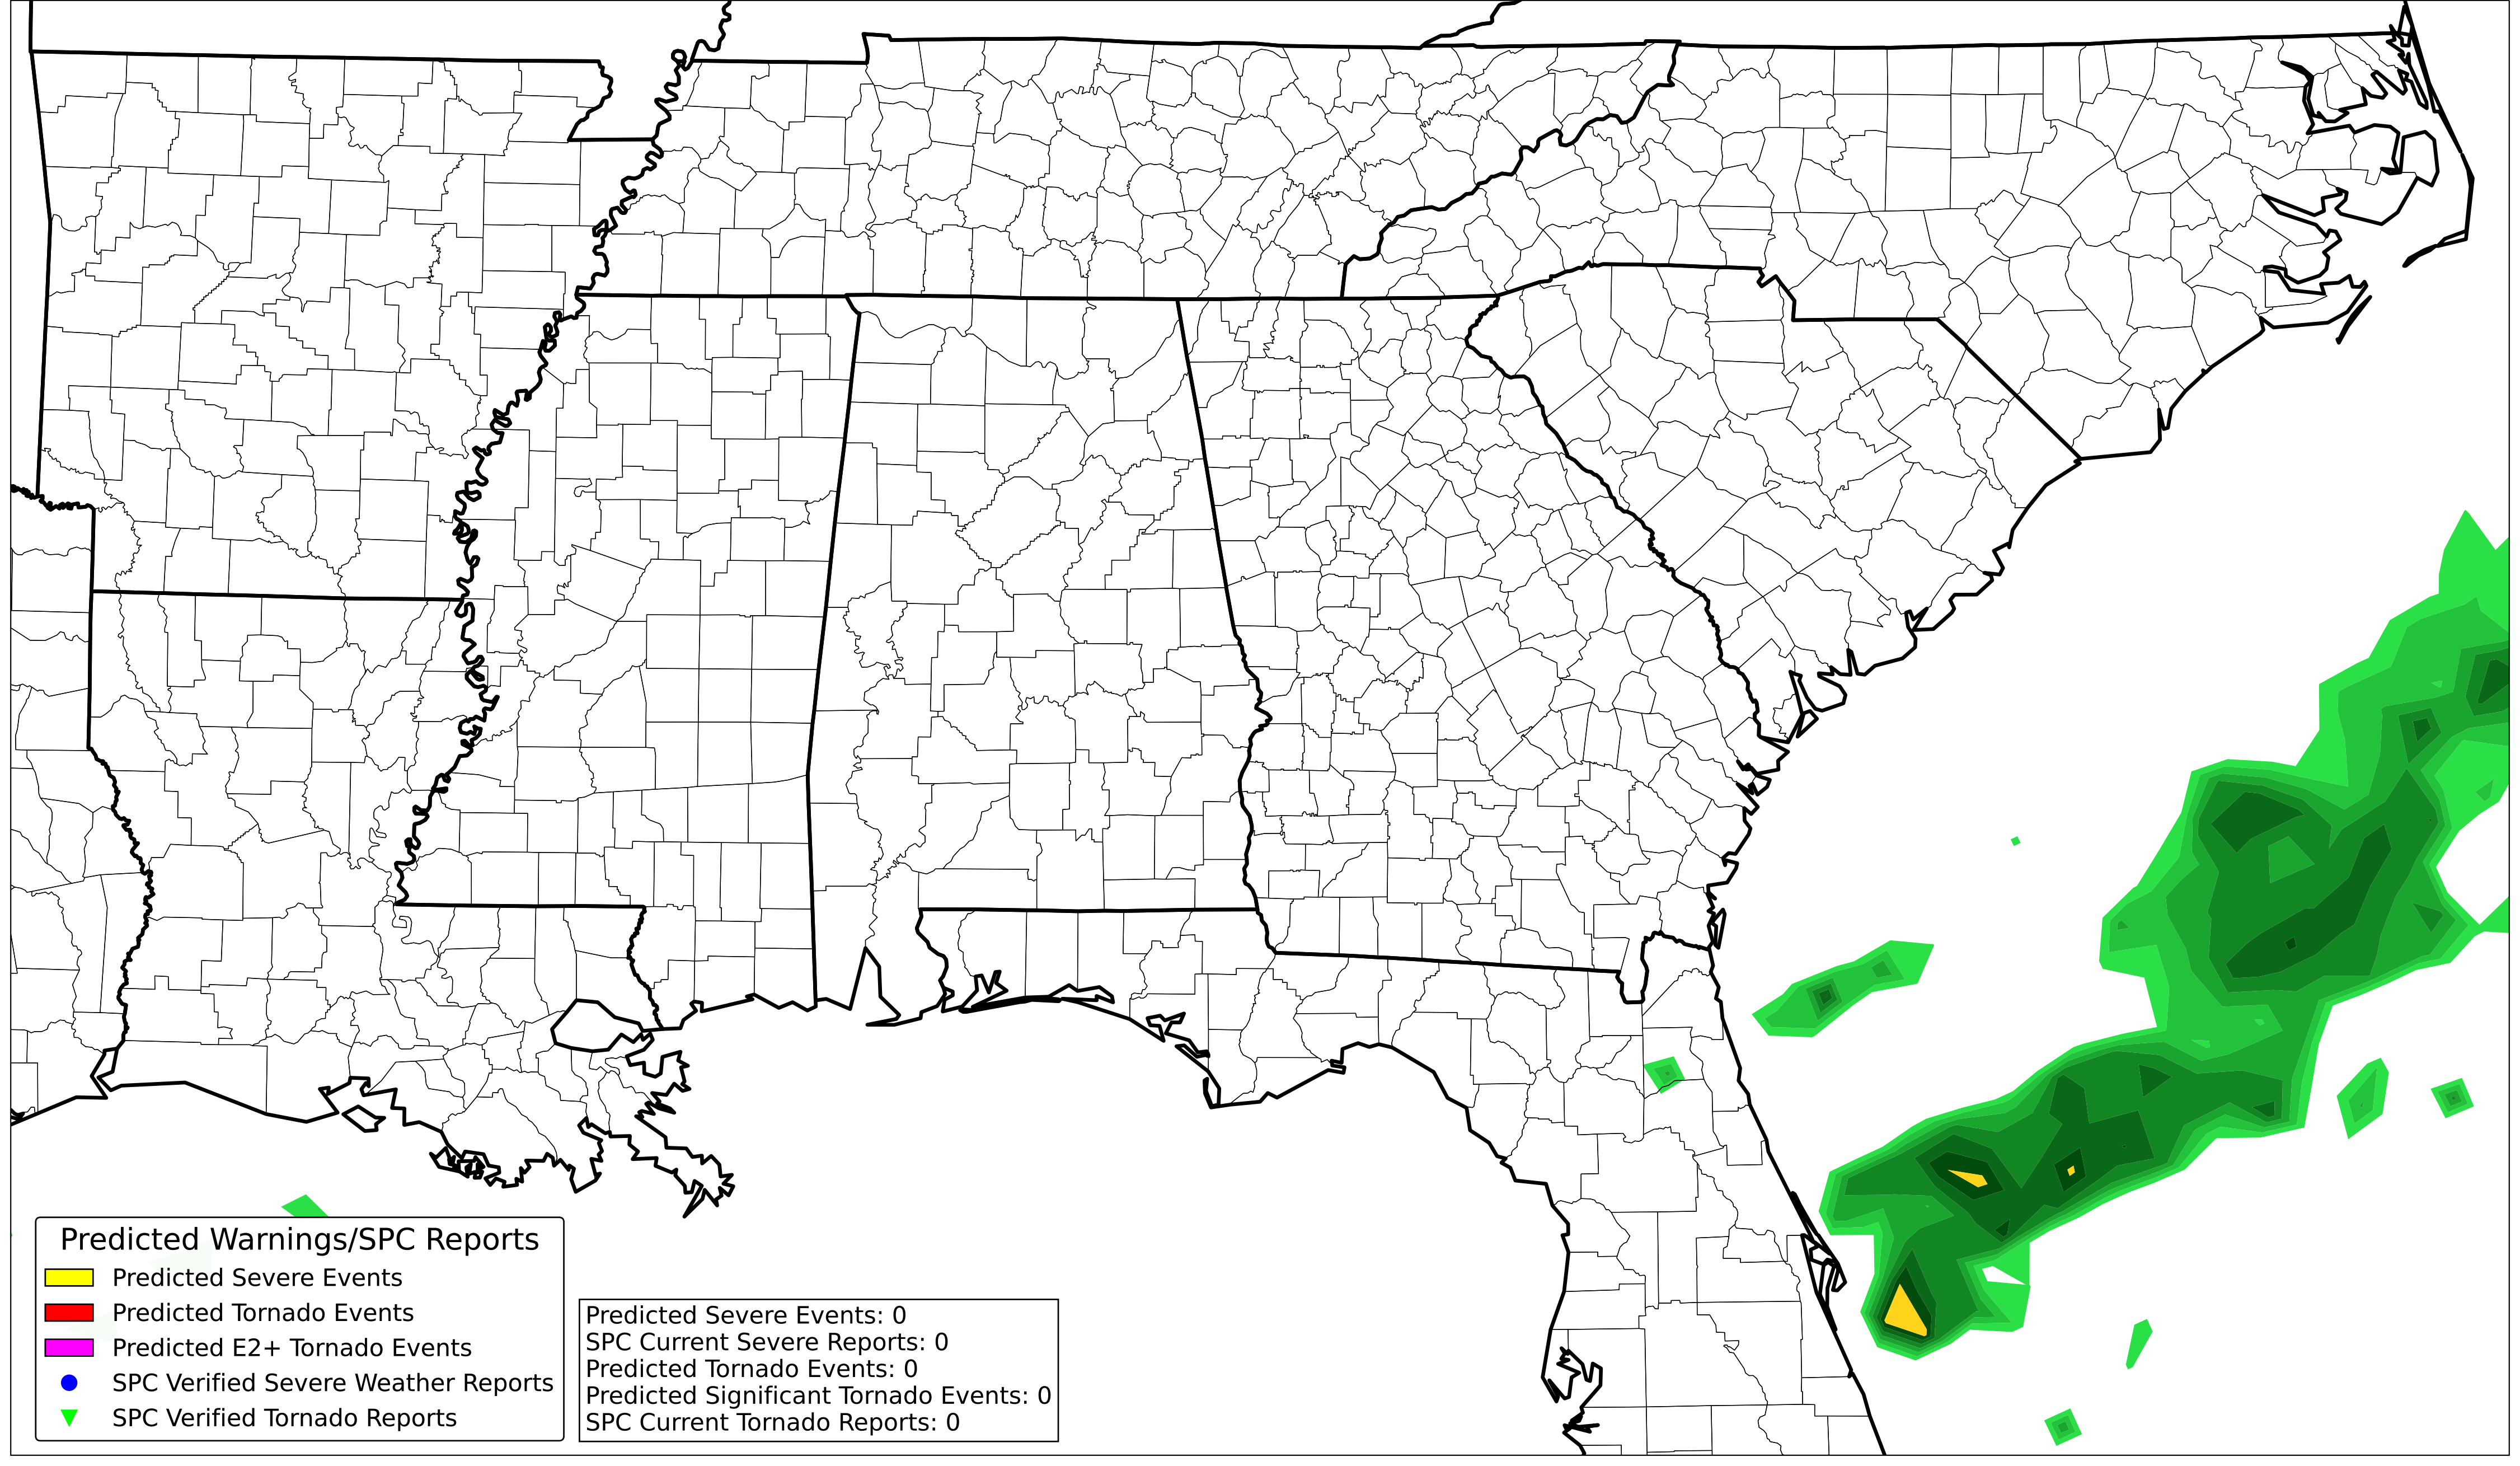 Predicted Warnings/SPC Reports
Predicted Severe Events
Predicted Tornado Events
Predicted E2+ Tornado Events
SPC Verified Severe Weather Reports
SPC Verified Tornado Reports
Predicted Severe Events: 0
SPC Current Severe Reports: 0
Predicted Tornado Events: 0
Predicted Significant Tornado Events: 0
SPC Current Tornado Reports: 0